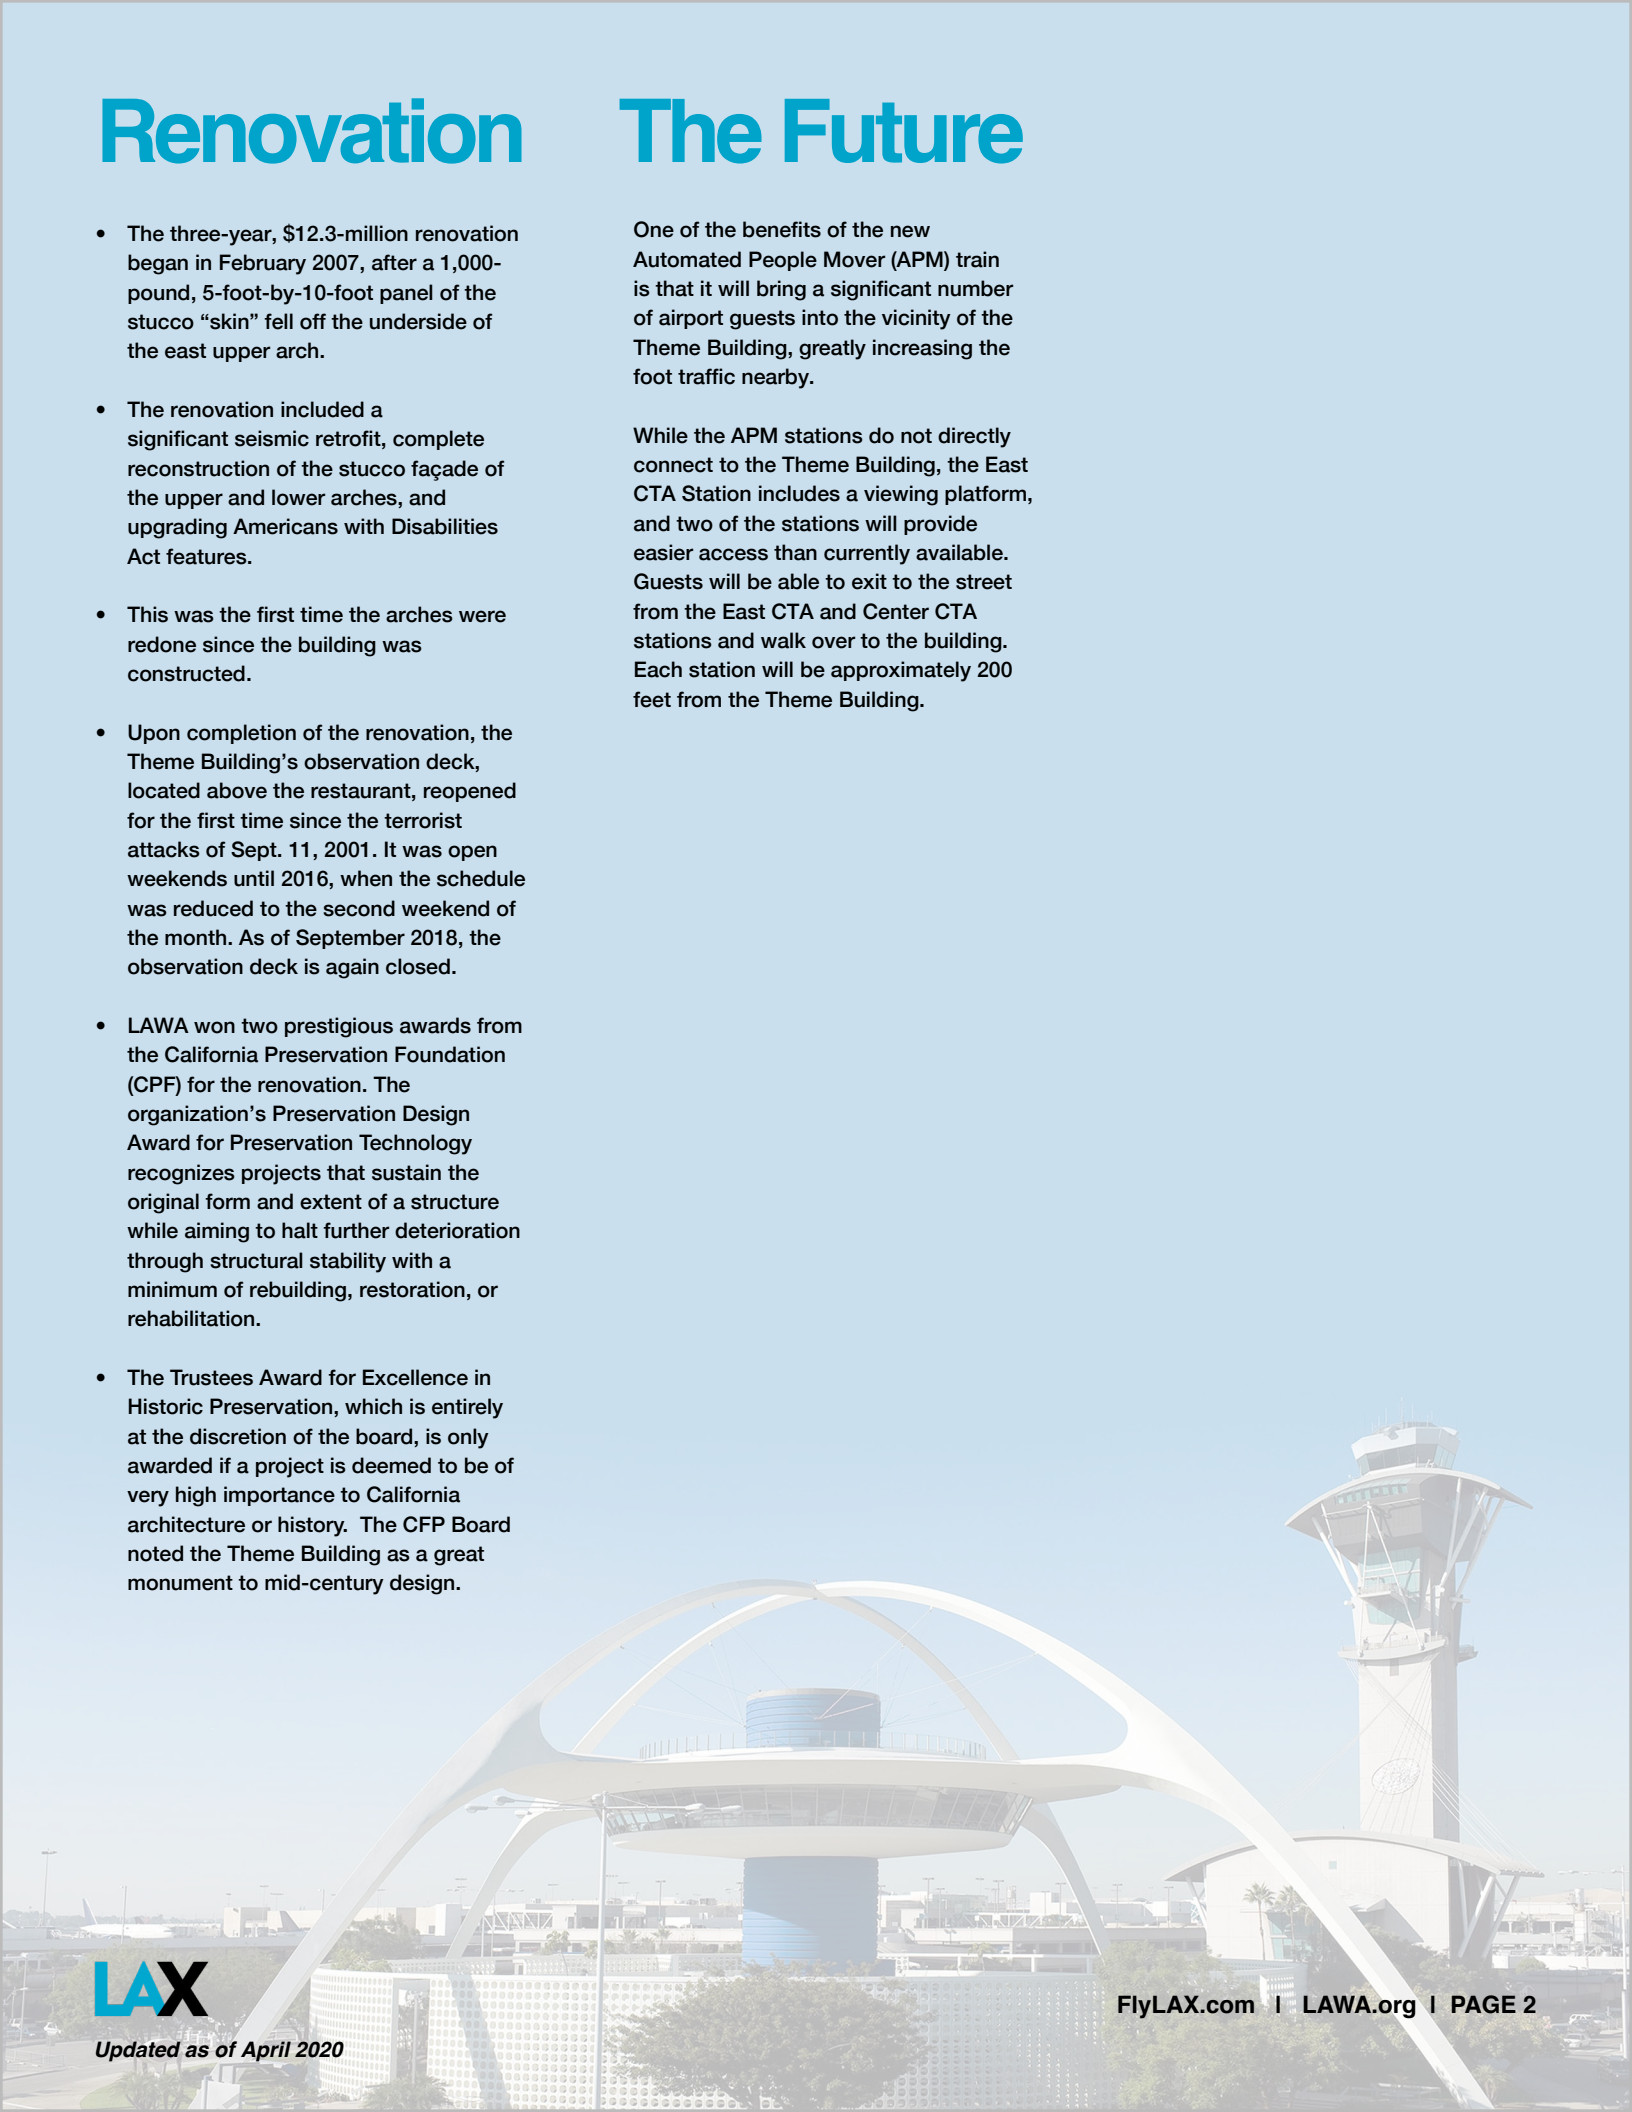 Renovation
• The three-year, $12.3-million renovation
began in February 2007, after a 1,000-
pound, 5-foot-by-10-foot panel of the
stucco “skin” fell off the underside of
the east upper arch.
• The renovation included a
significant seismic retrofit, complete
reconstruction of the stucco façade of
the upper and lower arches, and
upgrading Americans with Disabilities
Act features.
• This was the first time the arches were
redone since the building was
constructed.
• Upon completion of the renovation, the
Theme Building’s observation deck,
located above the restaurant, reopened
for the first time since the terrorist
attacks of Sept. 11, 2001. It was open
weekends until 2016, when the schedule
was reduced to the second weekend of
the month. As of September 2018, the
observation deck is again closed.
• LAWA won two prestigious awards from
the California Preservation Foundation
(CPF) for the renovation. The
organization’s Preservation Design
Award for Preservation Technology
recognizes projects that sustain the
original form and extent of a structure
while aiming to halt further deterioration
through structural stability with a
minimum of rebuilding, restoration, or
rehabilitation.
• The Trustees Award for Excellence in
Historic Preservation, which is entirely
at the discretion of the board, is only
awarded if a project is deemed to be of
very high importance to California
architecture or history.  The CFP Board
noted the Theme Building as a great
monument to mid-century design.
The Future
One of the benefits of the new
Automated People Mover (APM) train
is that it will bring a significant number
of airport guests into the vicinity of the
Theme Building, greatly increasing the
foot traffic nearby.
While the APM stations do not directly
connect to the Theme Building, the East
CTA Station includes a viewing platform,
and two of the stations will provide
easier access than currently available.
Guests will be able to exit to the street
from the East CTA and Center CTA
stations and walk over to the building.
Each station will be approximately 200
feet from the Theme Building.
LAX
Updated as of April 2020
FlyLAX.com | LAWA.org | PAGE 2